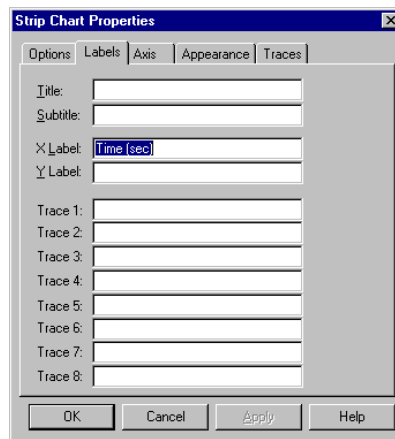 Strip Chart Properties
Options Labels Axis Appearance Traces
Title:
Subtitle:
X Label: Time (sec)
Y Label:
Trace 1:
Trace 2:
Trace 3:
Trace 4:
Trace 5:
Trace 6:
Trace 7:
Trace 8:
OK Cancel Apply Help